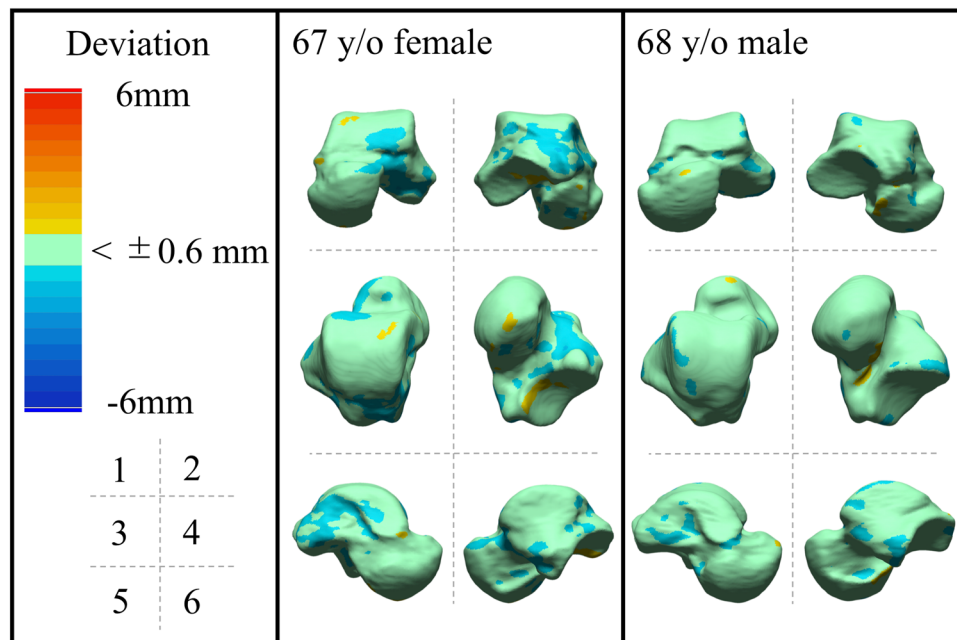 Deviation
6mm
< ±0.6 mm
-6mm
1 2
3 4
5 6
67 y/o female
68 y/o male